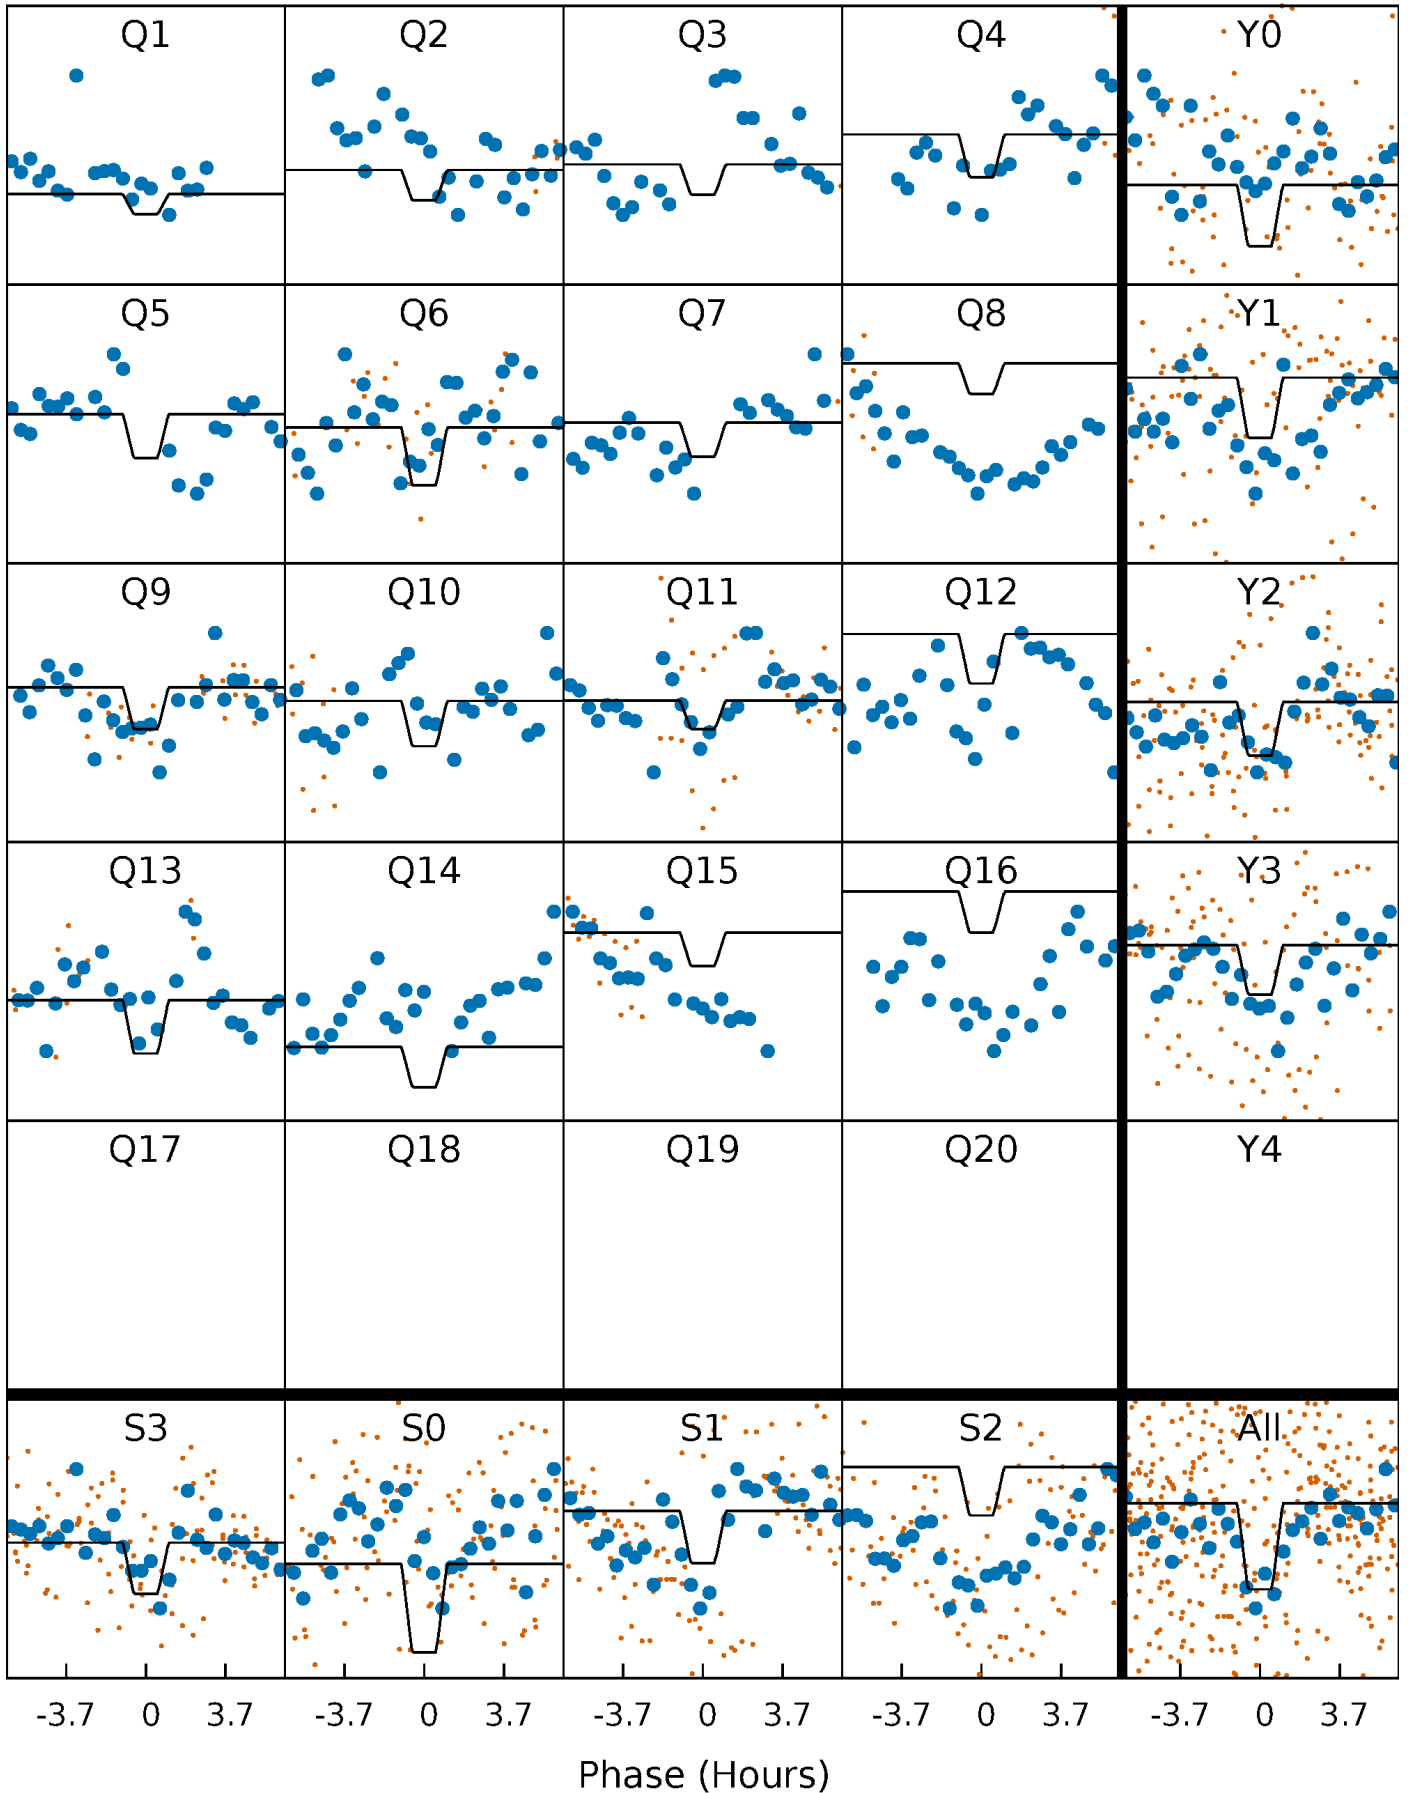 Q1 Q2 Q3 Q4 Y0
Q5 Q6 Q7 Q8 Y1
Q9 Q10 Q11 Q12 Y2
Q13 Q14 Q15 Q16 Y3
Q17 Q18 Q19 Q20 Y4
S3 S0 S1 S2 All
-3.7 0 3.7 -3.7 0 3.7 -3.7 0 3.7 -3.7 0 3.7 -3.7 0 3.7
Phase (Hours)